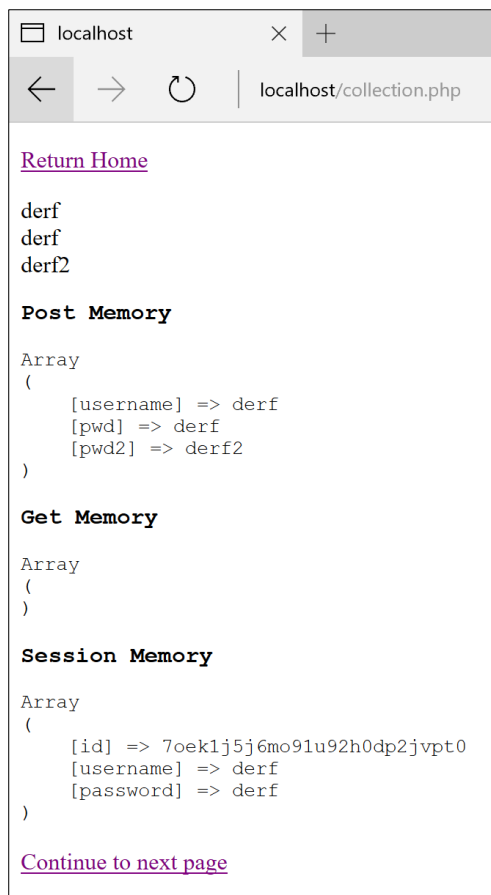 localhost
localhost/collection.php
Return Home
derf
derf
derf2
Post Memory
Array
(
    [username] => derf
    [pwd] => derf
    [pwd2] => derf2
)
Get Memory
Array
(
)
Session Memory
Array
(
    [id] => 7oek1j5j6mo91u92h0dp2jvpt0
    [username] => derf
    [password] => derf
)
Continue to next page